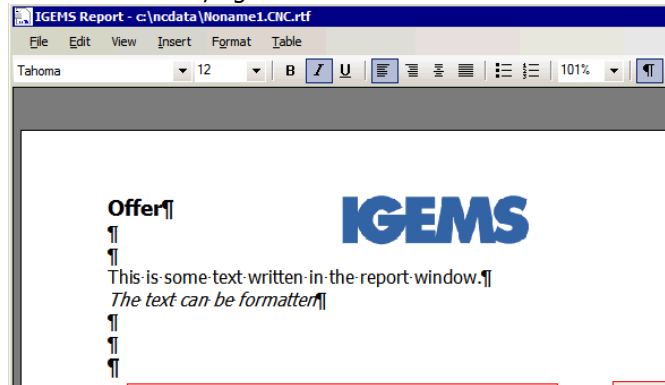 IGEMS Report - c:\ncdata\Noname1.CNC.rtf
File Edit View Insert Format Table
Tahoma 12 B I U 101% ¶
Offer¶
IGEMS
¶
¶
This·is·some·text·written·in·the·report·window.¶
The·text·can·be·formatten¶
¶
¶
¶